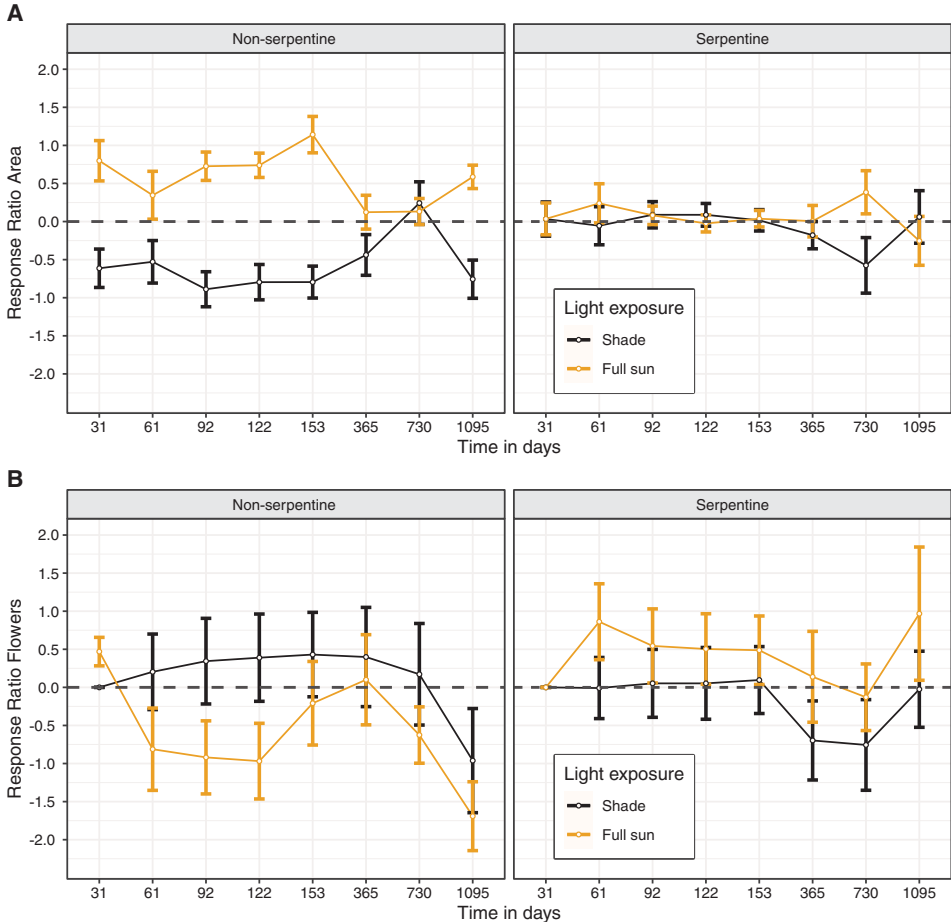 A
Non-serpentine
Serpentine
Response Ratio Area
2.0
1.5
1.0
0.5
0.0
-0.5
-1.0
-1.5
-2.0
Light exposure
Shade
Full sun
31 61 92 122 153 365 730 1095
31 61 92 122 153 365 730 1095
Time in days
B
Non-serpentine
Serpentine
Response Ratio Flowers
2.0
1.5
1.0
0.5
0.0
-0.5
-1.0
-1.5
-2.0
Light exposure
Shade
Full sun
31 61 92 122 153 365 730 1095
31 61 92 122 153 365 730 1095
Time in days